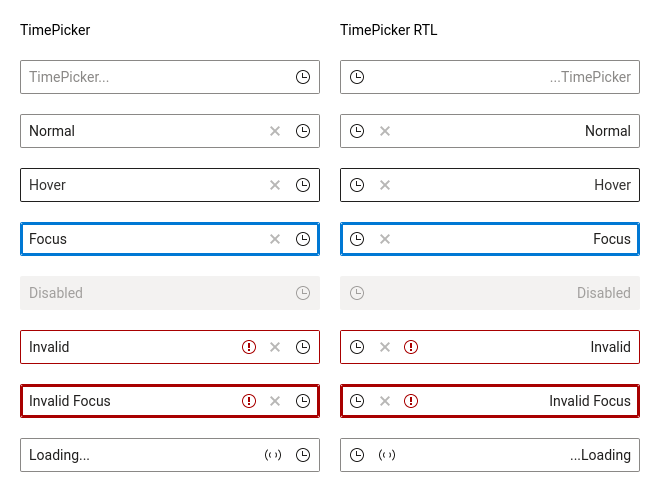 TimePicker
TimePicker...
Normal
Hover
Focus
Disabled
Invalid
Invalid Focus
Loading...
TimePicker RTL
...TimePicker
Normal
Hover
Focus
Disabled
Invalid
Invalid Focus
...Loading